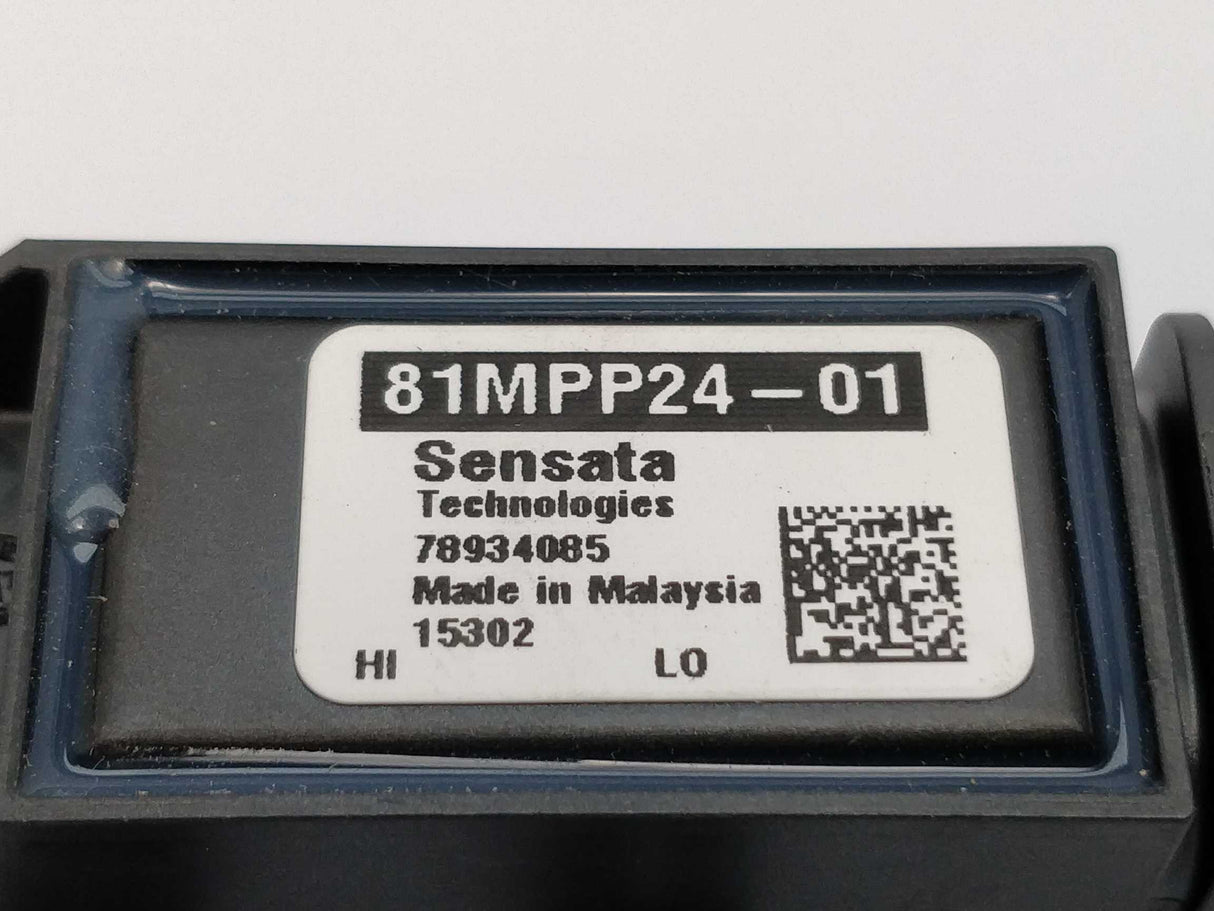 81MPP24-01
Sensata
Technologies
78934085
Made in Malaysia
15302
HI LO